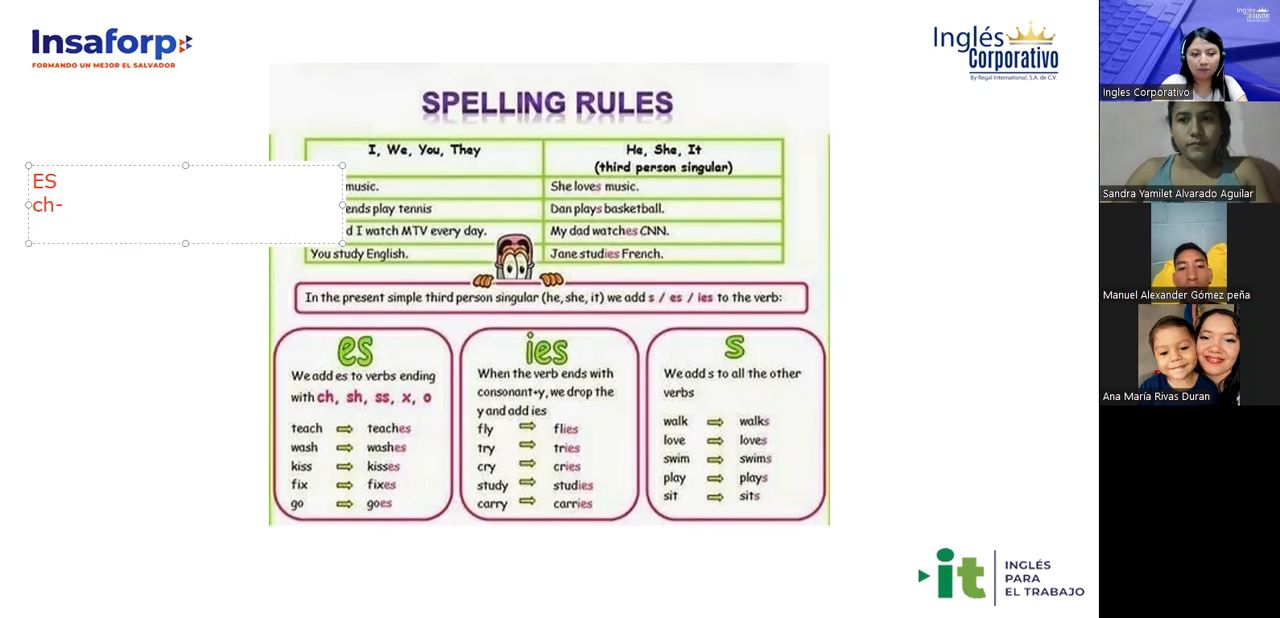 Insaforp
FORMANDO UN MEJOR EL SALVADOR
Inglés
Corporativo
By Regal International, S.A. de C.V.
SPELLING RULES
I, We, You, They
He, She, It
(third person singular)
music.
She loves music.
ends play tennis
Dan plays basketball.
d I watch MTV every day.
My dad watches CNN.
You study English.
Jane studies French.
ES
ch-
In the present simple third person singular (he, she, it) we add s / es / ies to the verb:
es
We add es to verbs ending
with ch, sh, ss, x, o
teach teaches
wash washes
kiss kisses
fix fixes
go goes
ies
When the verb ends with
consonant+y, we drop the
y and add ies
fly flies
try tries
cry cries
study studies
carry carries
s
We add s to all the other
verbs
walk walks
love loves
swim swims
play plays
sit sits
it
INGLÉS
PARA
EL TRABAJO
Inglés
Corporativo
Ingles Corporativo
Sandra Yamilet Alvarado Aguilar
Manuel Alexander Gómez peña
Ana María Rivas Duran